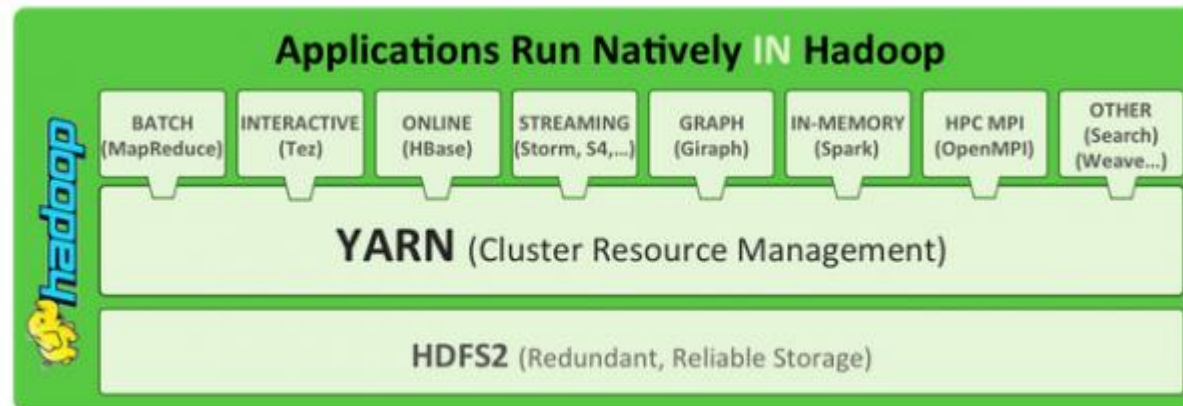 Applications Run Natively IN Hadoop
hadoop
BATCH
(MapReduce)
INTERACTIVE
(Tez)
ONLINE
(HBase)
STREAMING
(Storm, S4,...)
GRAPH
(Giraph)
IN-MEMORY
(Spark)
HPC MPI
(OpenMPI)
OTHER
(Search)
(Weave...)
YARN (Cluster Resource Management)
HDFS2 (Redundant, Reliable Storage)